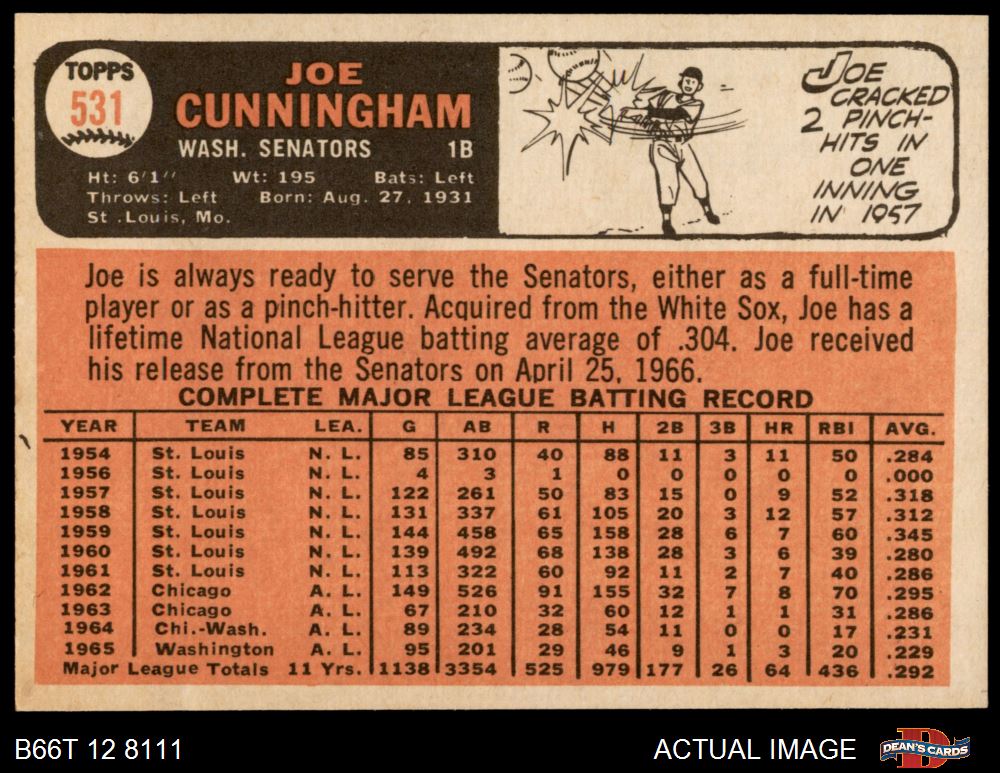 TOPPS
531
JOE
CUNNINGHAM
WASH. SENATORS 1B
Ht: 6'1" Wt: 195 Bats: Left
Throws: Left Born: Aug. 27, 1931
St .Louis, Mo.
JOE
CRACKED
2 PINCH-
HITS IN
ONE
INNING
IN 1957
Joe is always ready to serve the Senators, either as a full-time
player or as a pinch-hitter. Acquired from the White Sox, Joe has a
lifetime National League batting average of .304. Joe received
his release from the Senators on April 25, 1966.
COMPLETE MAJOR LEAGUE BATTING RECORD
YEAR TEAM LEA. G AB R H 2B 3B HR RBI AVG.
1954 St. Louis N. L. 85 310 40 88 11 3 11 50 .284
1956 St. Louis N. L. 4 3 1 0 0 0 0 0 .000
1957 St. Louis N. L. 122 261 50 83 15 0 9 52 .318
1958 St. Louis N. L. 131 337 61 105 20 3 12 57 .312
1959 St. Louis N. L. 144 458 65 158 28 6 7 60 .345
1960 St. Louis N. L. 139 492 68 138 28 3 6 39 .280
1961 St. Louis N. L. 113 322 60 92 11 2 7 40 .286
1962 Chicago A. L. 149 526 91 155 32 7 8 70 .295
1963 Chicago A. L. 67 210 32 60 12 1 1 31 .286
1964 Chi.-Wash. A. L. 89 234 28 54 11 0 0 17 .231
1965 Washington A. L. 95 201 29 46 9 1 3 20 .229
Major League Totals 11 Yrs. 1138 3354 525 979 177 26 64 436 .292
B66T 12 8111 ACTUAL IMAGE DEAN'S CARDS